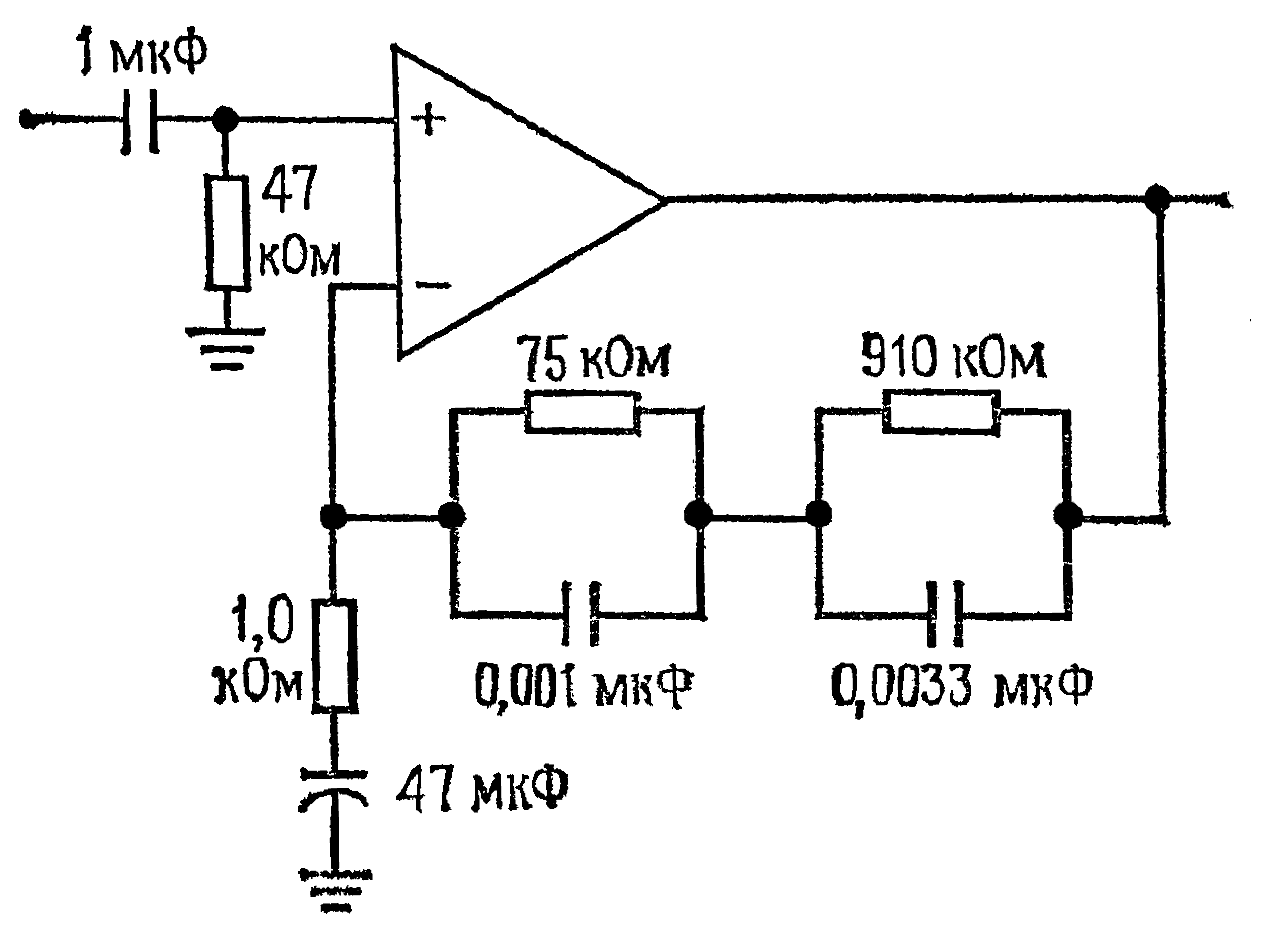 1 мкФ
+
47
кОм
−
75 кОм
910 кОм
1,0
кОм
0,001 мкФ
0,0033 мкФ
47 мкФ